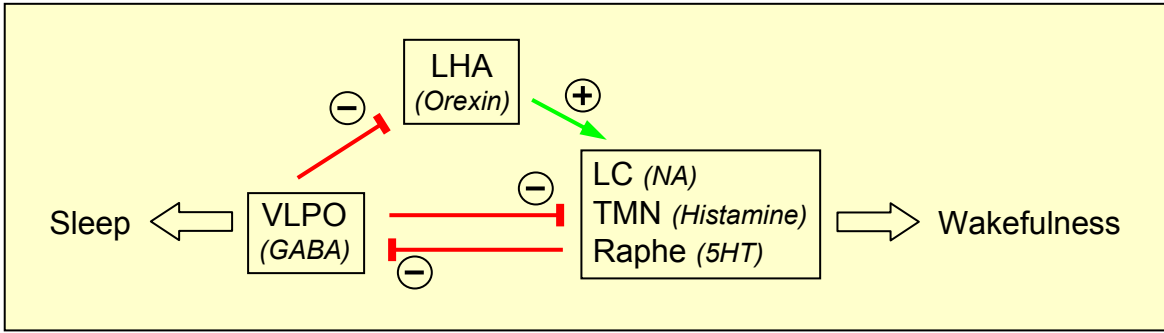 LHA
(Orexin)
+
−
LC (NA)
−
TMN (Histamine)
Sleep
VLPO
Wakefulness
(GABA)
Raphe (5HT)
−